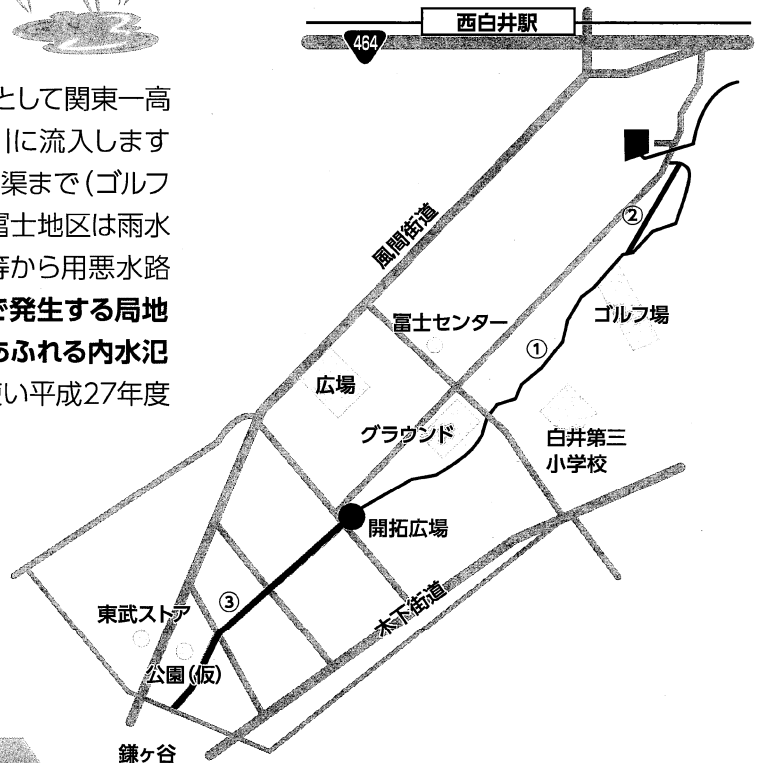 西白井駅
464
として関東一高
川に流入します
渠まで(ゴルフ
富士地区は雨水
等から用悪水路
で発生する局地
あふれる内水氾
使い平成27年度
風間街道
②
ゴルフ場
富士センター
①
広場
グラウンド
白井第三
小学校
開拓広場
③
木下街道
東武ストア
公園(仮)
鎌ヶ谷